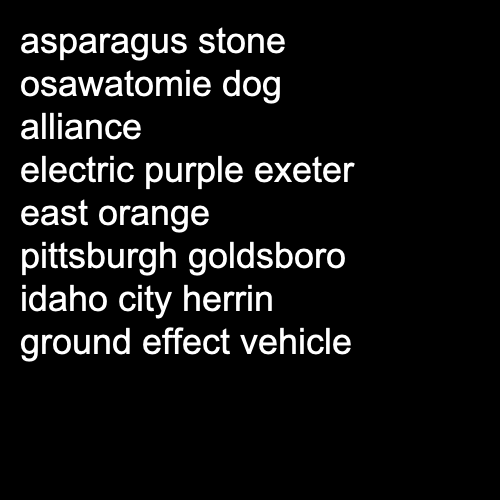 asparagus stone
osawatomie dog
alliance
electric purple exeter
east orange
pittsburgh goldsboro
idaho city herrin
ground effect vehicle